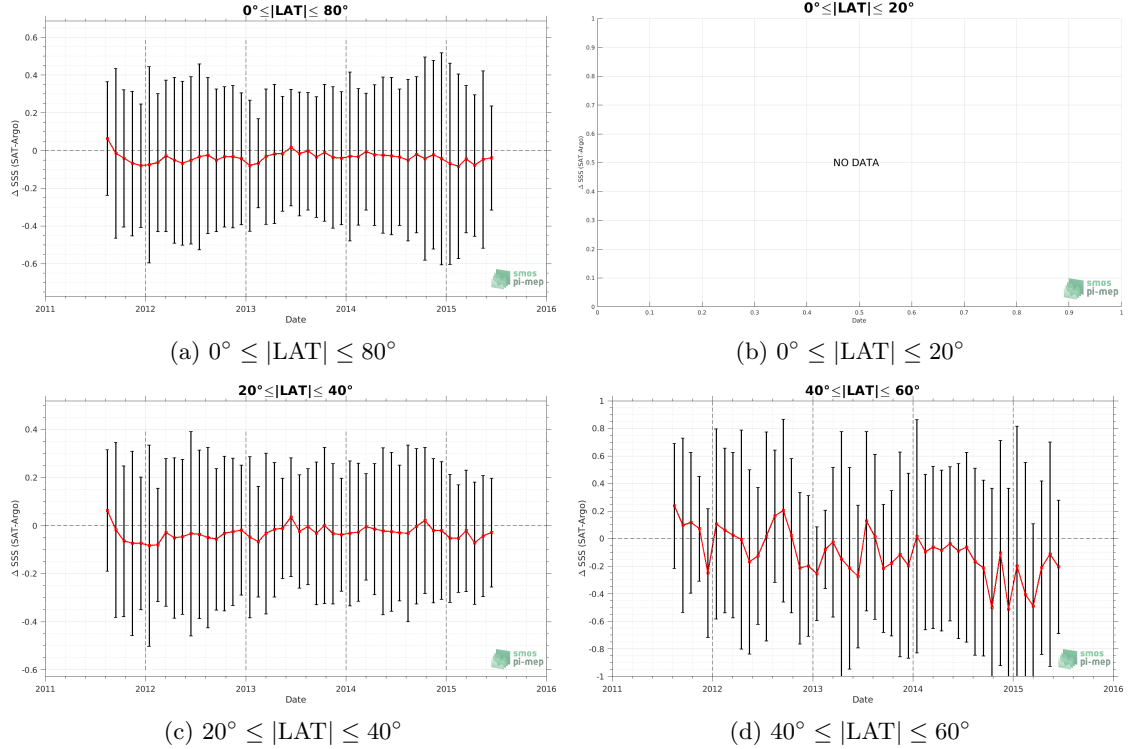 0°≤|LAT|≤ 80°
0.6
0.4
0.2
0
-0.2
-0.4
-0.6
Δ SSS (SAT-Argo)
2011
2012
2013
2014
2015
2016
Date
smos
pi-mep
(a) 0° ≤ |LAT| ≤ 80°
0°≤|LAT|≤ 20°
1
0.9
0.8
0.7
0.6
0.5
0.4
0.3
0.2
0.1
0
Δ SSS (SAT-Argo)
NO DATA
0
0.1
0.2
0.3
0.4
0.5
0.6
0.7
0.8
0.9
1
Date
smos
pi-mep
(b) 0° ≤ |LAT| ≤ 20°
20°≤|LAT|≤ 40°
0.4
0.2
0
-0.2
-0.4
-0.6
Δ SSS (SAT-Argo)
2011
2012
2013
2014
2015
2016
Date
smos
pi-mep
(c) 20° ≤ |LAT| ≤ 40°
40°≤|LAT|≤ 60°
1
0.8
0.6
0.4
0.2
0
-0.2
-0.4
-0.6
-0.8
-1
Δ SSS (SAT-Argo)
2011
2012
2013
2014
2015
2016
Date
smos
pi-mep
(d) 40° ≤ |LAT| ≤ 60°